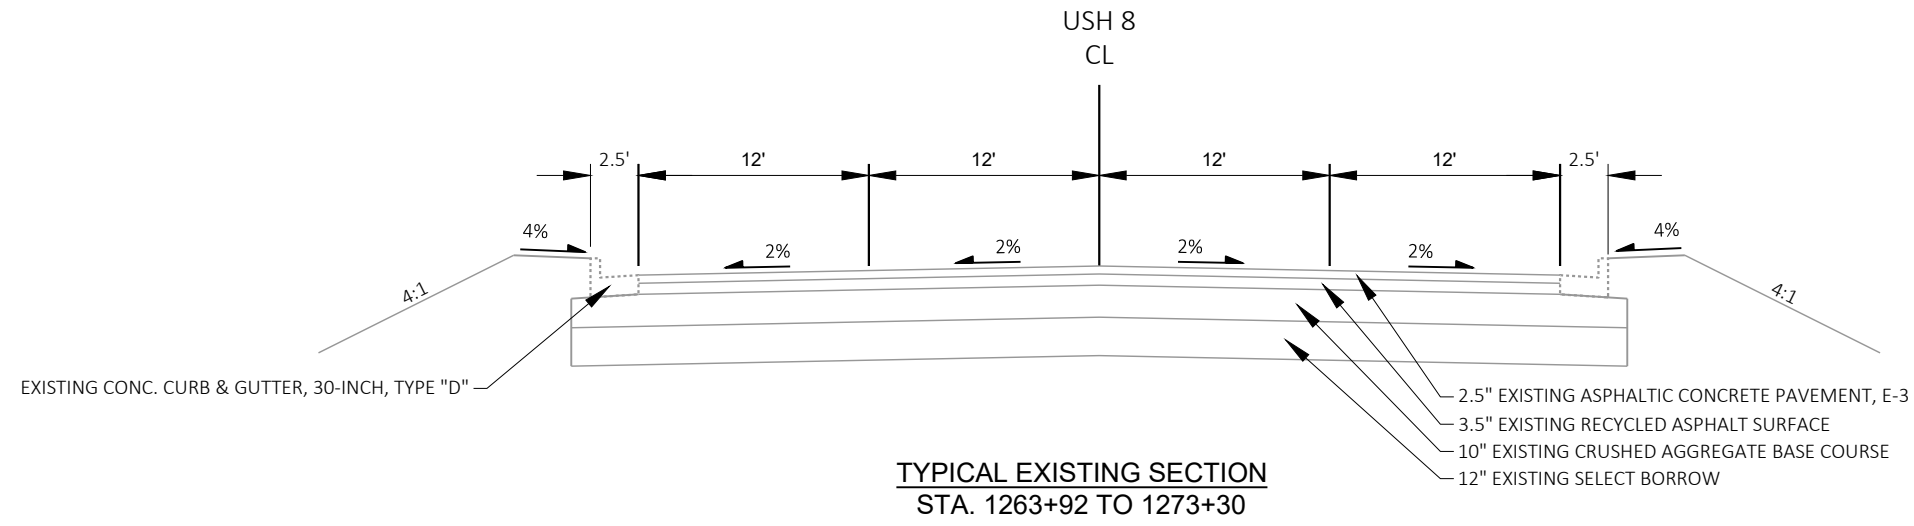 USH 8
CL
2.5'
12'
12'
12'
12'
2.5'
4%
2%
2%
2%
2%
4%
4:1
4:1
EXISTING CONC. CURB & GUTTER, 30-INCH, TYPE "D"
2.5" EXISTING ASPHALTIC CONCRETE PAVEMENT, E-3
3.5" EXISTING RECYCLED ASPHALT SURFACE
10" EXISTING CRUSHED AGGREGATE BASE COURSE
12" EXISTING SELECT BORROW
TYPICAL EXISTING SECTION
STA. 1263+92 TO 1273+30